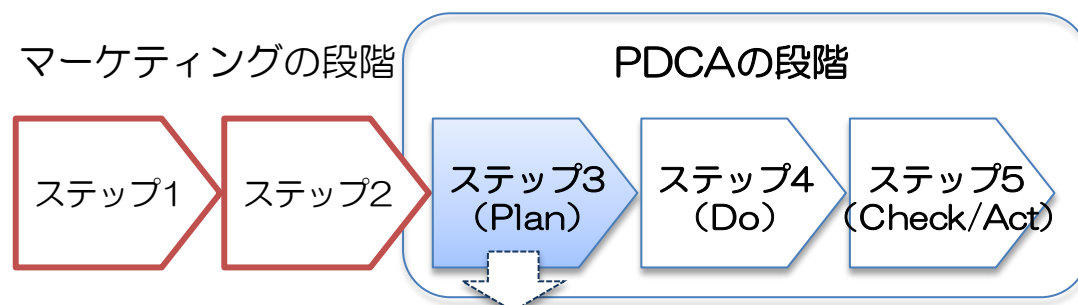 マーケティングの段階
PDCAの段階
ステップ1
ステップ2
ステップ3
（Plan）
ステップ4
（Do）
ステップ5
（Check/Act）